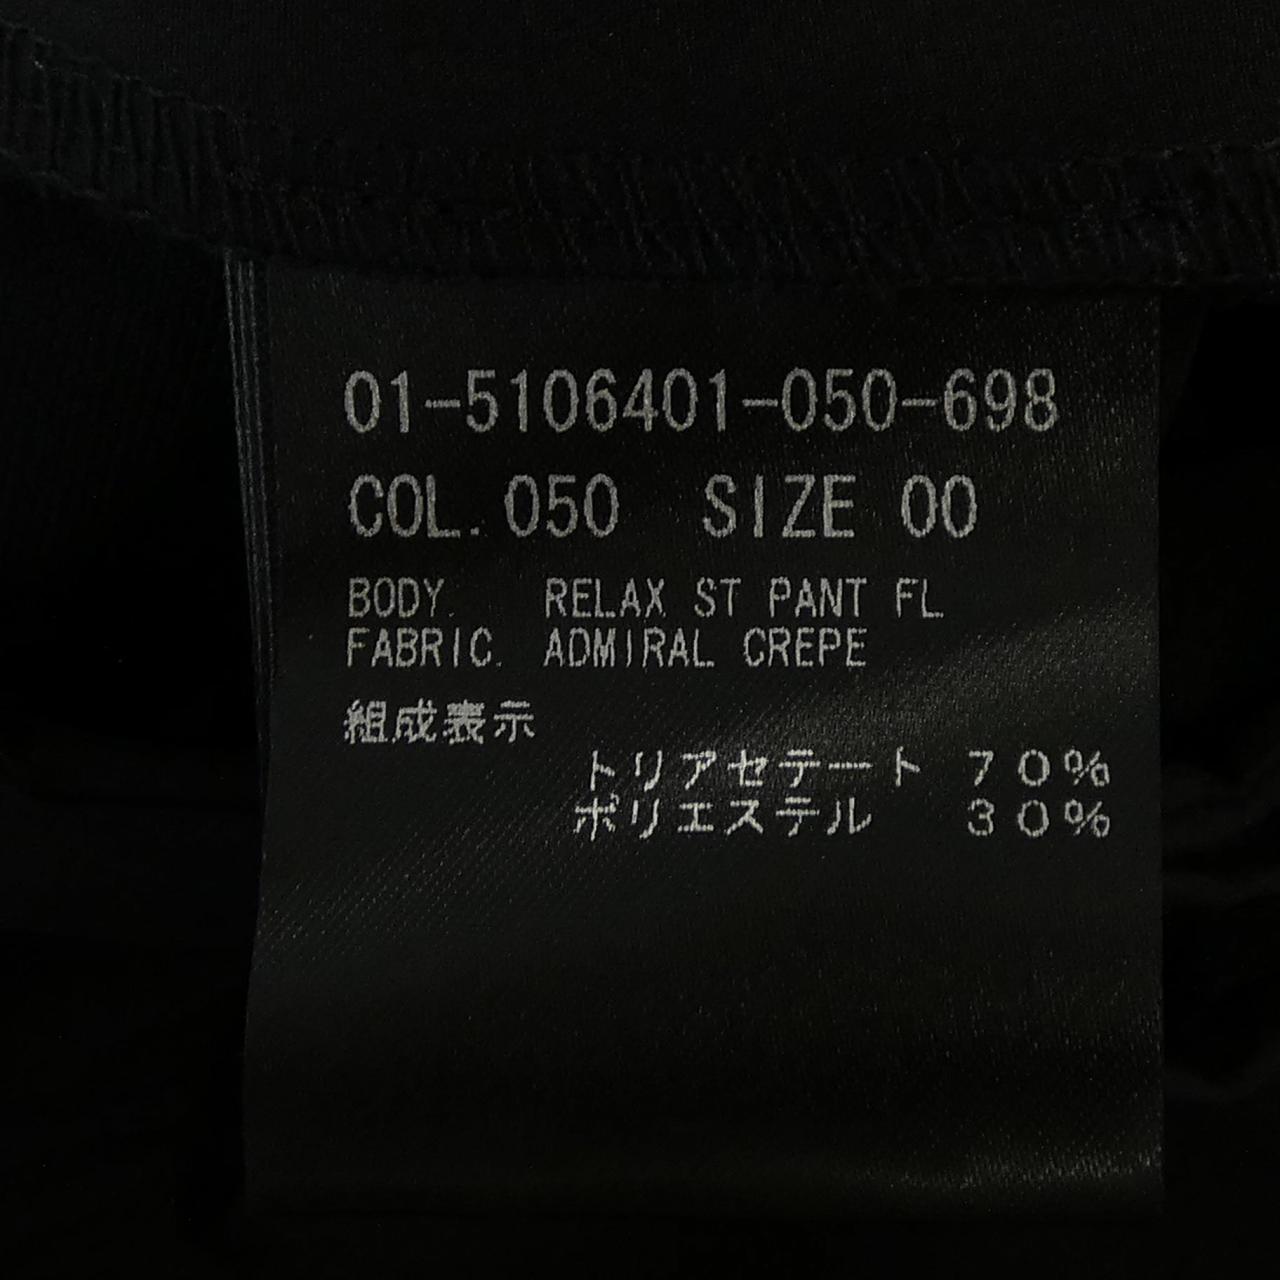 01-5106401-050-698
COL. 050 SIZE 00
BODY. RELAX ST PANT FL
FABRIC. ADMIRAL CREPE
組成表示
トリアセテート 70%
ポリエステル 30%